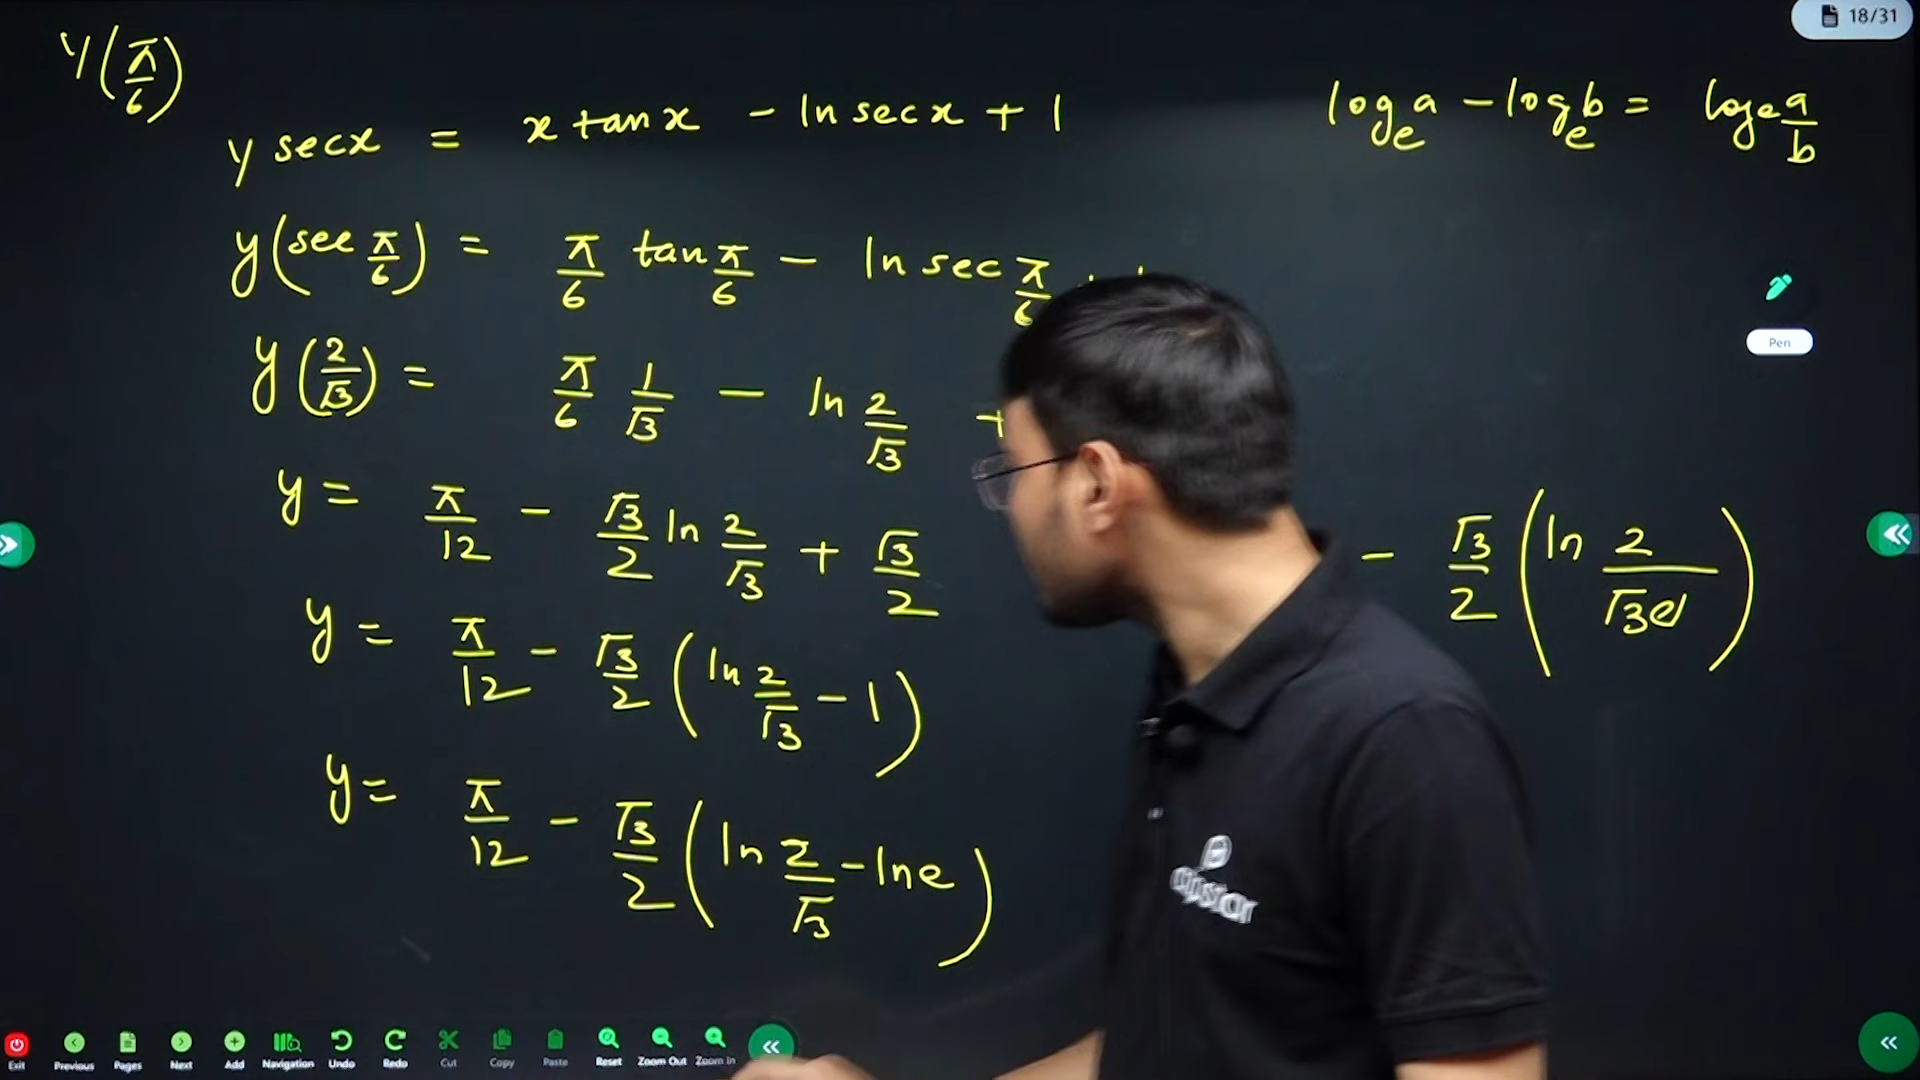 18/31
y(π/6)
y secx = x tanx - ln secx + 1
log_e a - log_e b = log_e a/b
y(sec π/6) = π/6 tan π/6 - ln sec π/6
y(2/√3) = π/6 1/√3 - ln 2/√3 +
y = π/12 - √3/2 ln 2/√3 + √3/2
- √3/2 (ln 2/√3e)
y = π/12 - √3/2 (ln 2/√3 - 1)
y = π/12 - √3/2 (ln 2/√3 - lne)
Pen
Exit Previous Pages Next Add Navigation Undo Redo Cut Copy Paste Reset Zoom Out Zoom In